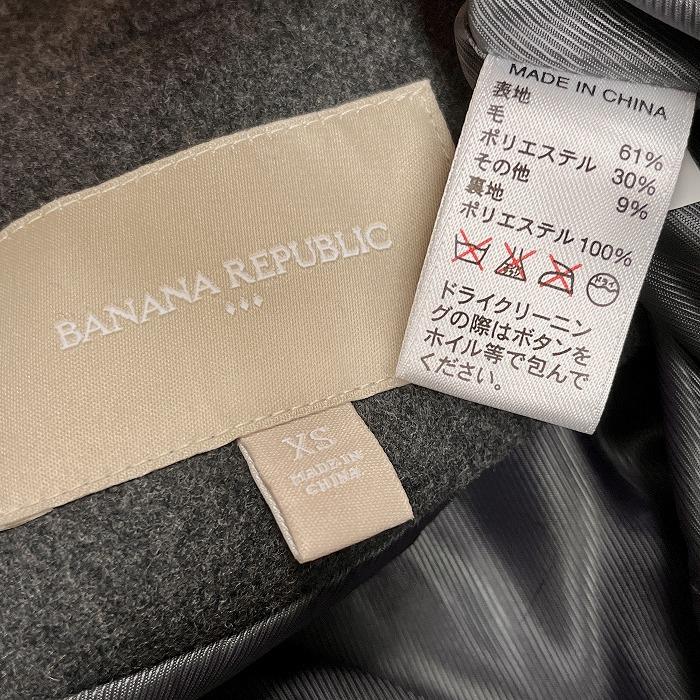 BANANA REPUBLIC
XS
MADE IN
CHINA
MADE IN CHINA
表地
毛 61%
ポリエステル 30%
その他 9%
裏地
ポリエステル 100%
ドライ
ドライクリーニン
グの際はボタンを
ホイル等で包んで
ください。